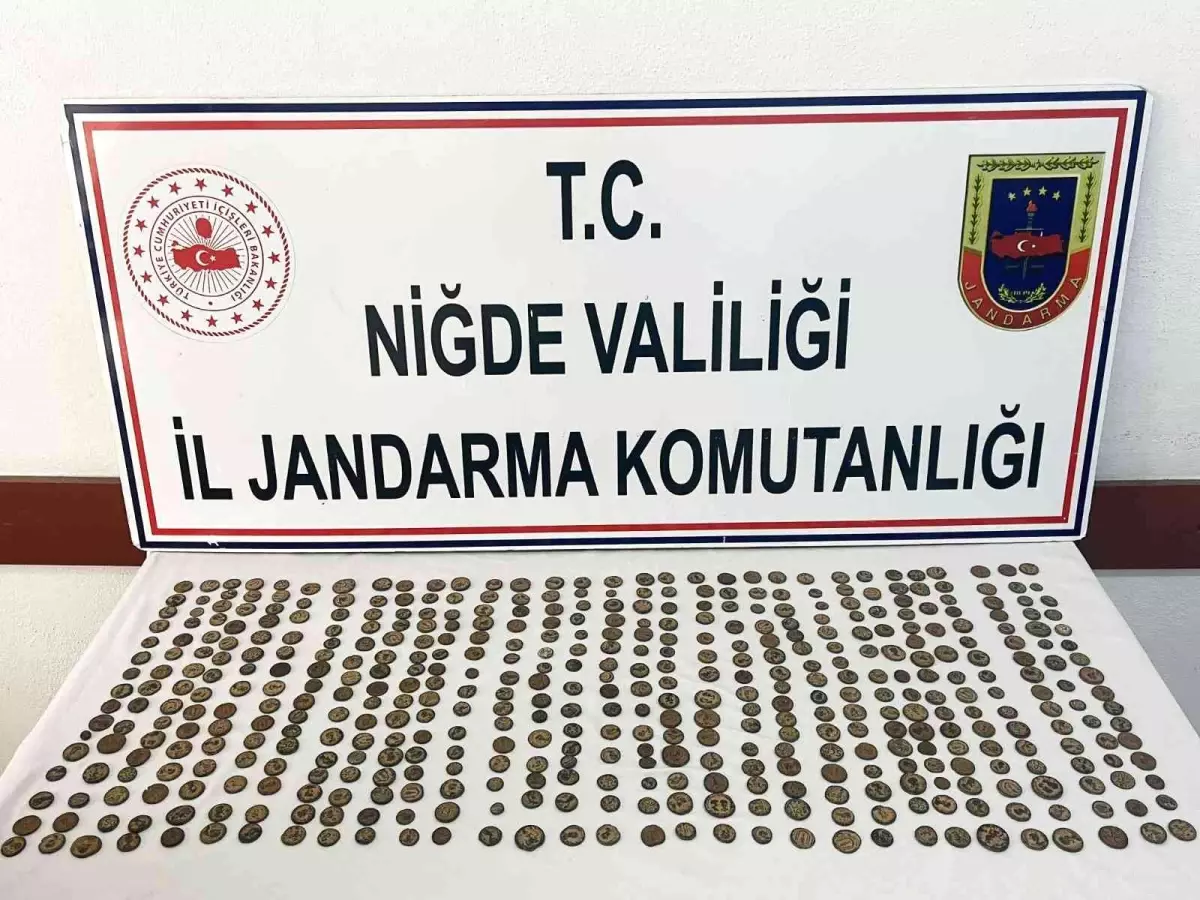 T.C.
NİĞDE VALİLİĞİ
İL JANDARMA KOMUTANLIĞI
TÜRKİYE CUMHURİYETİ İÇİŞLERİ BAKANLIĞI
JANDARMA